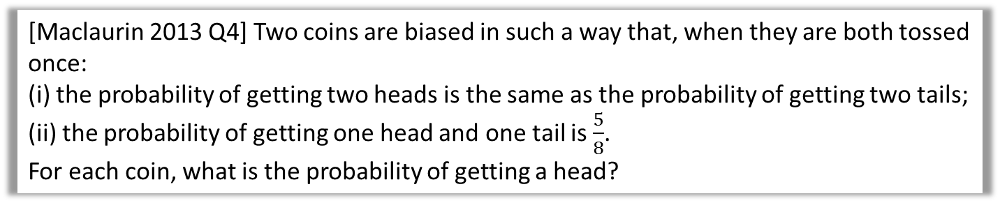 [Maclaurin 2013 Q4] Two coins are biased in such a way that, when they are both tossed
once:
(i) the probability of getting two heads is the same as the probability of getting two tails;
(ii) the probability of getting one head and one tail is 5/8.
For each coin, what is the probability of getting a head?